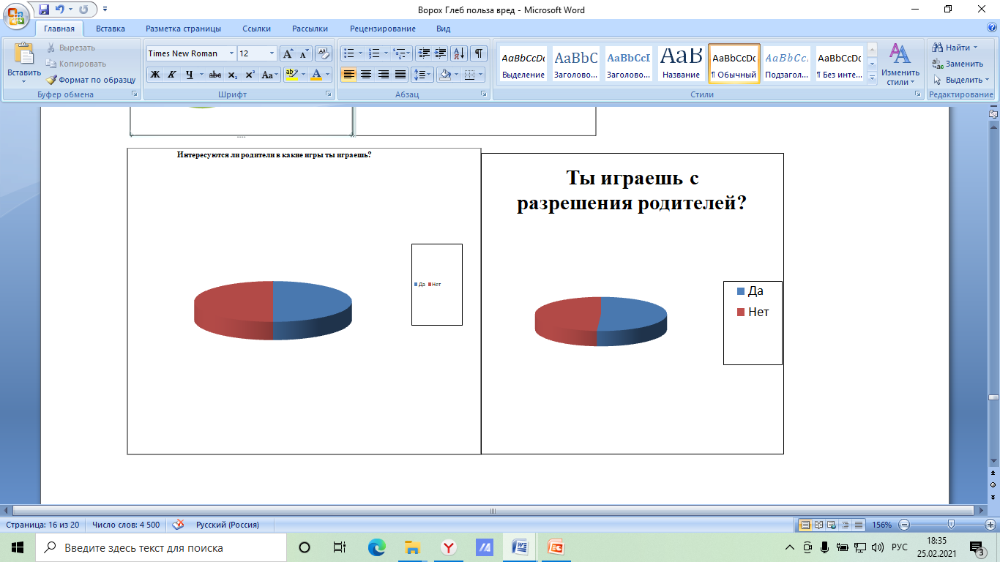 Ворох Глеб польза вред - Microsoft Word
Главная Вставка Разметка страницы Ссылки Рассылки Рецензирование Вид
Вставить
Вырезать
Копировать
Формат по образцу
Буфер обмена
Times New Roman 12
Ж К Ч abc x₂ x² Aa
Шрифт
Абзац
AaBbCcDc AaBbC AaBbCcI AaB AaBbCcDc AaBbCc. AaBbCcDc
Выделение Заголово... Заголово... Название ¶ Обычный Подзагол... ¶ Без инте...
Стили
Изменить
стили
Найти
Заменить
Выделить
Редактирование
Интересуются ли родители в какие игры ты играешь?
Да Нет
Ты играешь с
разрешения родителей?
Да
Нет
Страница: 16 из 20 Число слов: 4 500 Русский (Россия) 156%
Введите здесь текст для поиска
РУС
18:35
25.02.2021
3